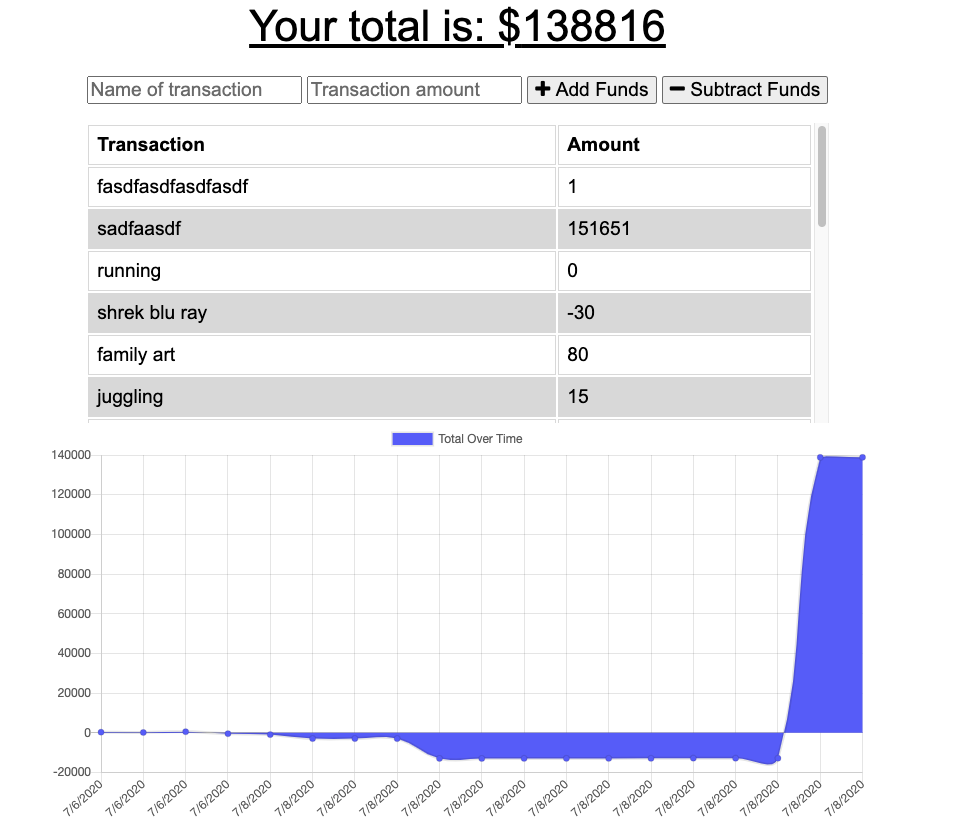 Your total is: $138816
Name of transaction Transaction amount + Add Funds − Subtract Funds
Transaction Amount
fasdfasdfasdfasdf 1
sadfaasdf 151651
running 0
shrek blu ray -30
family art 80
juggling 15
Total Over Time
140000
120000
100000
80000
60000
40000
20000
0
-20000
7/6/2020 7/6/2020 7/6/2020 7/6/2020 7/8/2020 7/8/2020 7/8/2020 7/8/2020 7/8/2020 7/8/2020 7/8/2020 7/8/2020 7/8/2020 7/8/2020 7/8/2020 7/8/2020 7/8/2020 7/8/2020 7/8/2020